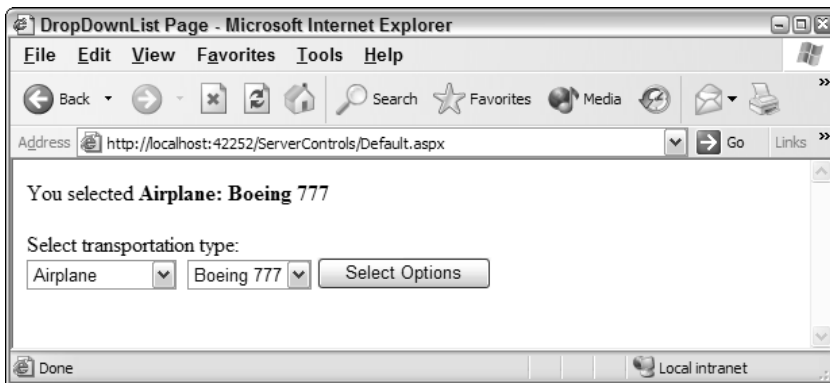 DropDownList Page - Microsoft Internet Explorer
File Edit View Favorites Tools Help
Back Search Favorites Media »
Address http://localhost:42252/ServerControls/Default.aspx Go Links »
You selected Airplane: Boeing 777
Select transportation type:
Airplane Boeing 777 Select Options
Done Local intranet